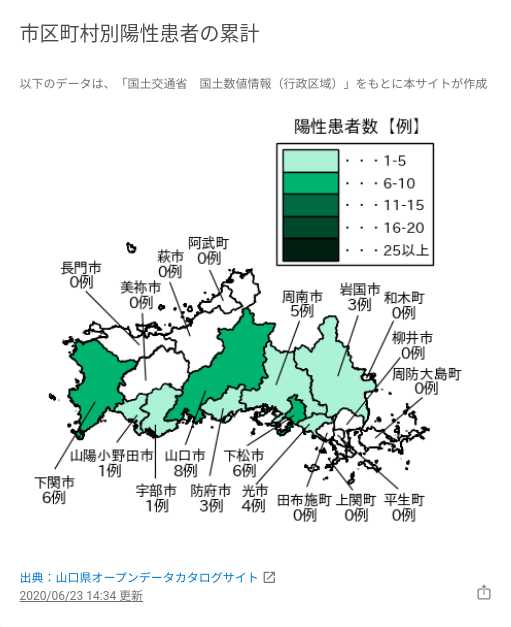 市区町村別陽性患者の累計
以下のデータは、「国土交通省　国土数値情報（行政区域）」をもとに本サイトが作成
陽性患者数【例】
・・・1-5
・・・6-10
・・・11-15
・・・16-20
・・・25以上
阿武町
0例
萩市
0例
長門市
0例
美祢市
0例
周南市
5例
岩国市
3例
和木町
0例
柳井市
0例
周防大島町
0例
山陽小野田市
1例
山口市
8例
下松市
6例
下関市
6例
宇部市
1例
防府市
3例
光市
4例
田布施町
0例
上関町
0例
平生町
0例
出典：山口県オープンデータカタログサイト
2020/06/23 14:34 更新